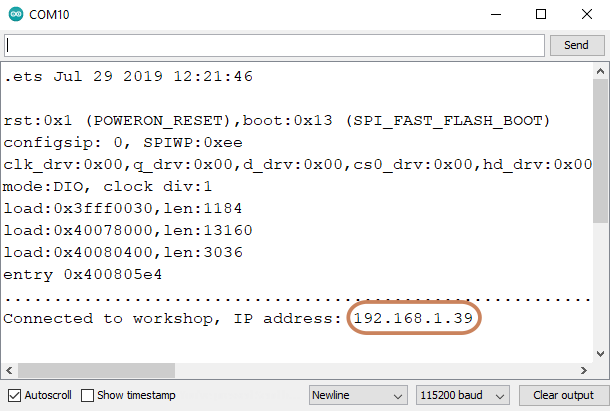 COM10
Send
.ets Jul 29 2019 12:21:46
rst:0x1 (POWERON_RESET),boot:0x13 (SPI_FAST_FLASH_BOOT)
configsip: 0, SPIWP:0xee
clk_drv:0x00,q_drv:0x00,d_drv:0x00,cs0_drv:0x00,hd_drv:0x00
mode:DIO, clock div:1
load:0x3fff0030,len:1184
load:0x40078000,len:13160
load:0x40080400,len:3036
entry 0x400805e4
...........................................................
Connected to workshop, IP address: 192.168.1.39
Autoscroll Show timestamp Newline 115200 baud Clear output